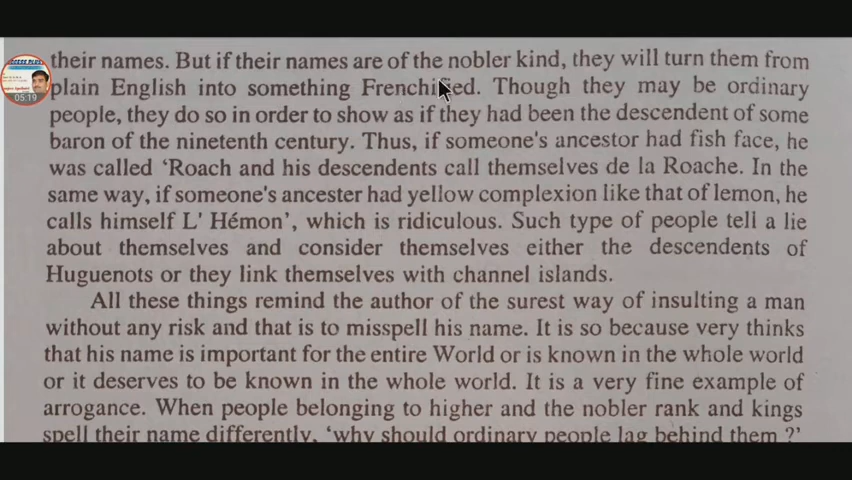 their names. But if their names are of the nobler kind, they will turn them from
plain English into something Frenchified. Though they may be ordinary
people, they do so in order to show as if they had been the descendent of some
baron of the nineteenth century. Thus, if someone's ancestor had fish face, he
was called 'Roach and his descendents call themselves de la Roache. In the
same way, if someone's ancester had yellow complexion like that of lemon, he
calls himself L' Hémon', which is ridiculous. Such type of people tell a lie
about themselves and consider themselves either the descendents of
Huguenots or they link themselves with channel islands.
All these things remind the author of the surest way of insulting a man
without any risk and that is to misspell his name. It is so because very thinks
that his name is important for the entire World or is known in the whole world
or it deserves to be known in the whole world. It is a very fine example of
arrogance. When people belonging to higher and the nobler rank and kings
spell their name differently, 'why should ordinary people lag behind them ?'
05:19